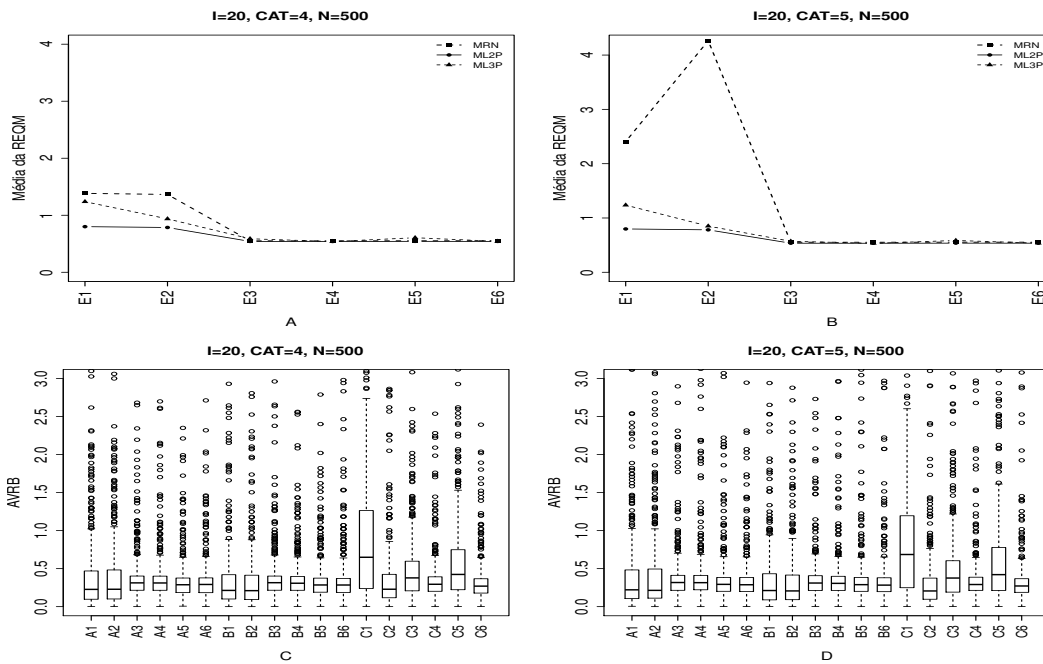 I=20, CAT=4, N=500
Média da REQM
4
3
2
1
0
MRN
ML2P
ML3P
E1 E2 E3 E4 E5 E6
A
I=20, CAT=5, N=500
Média da REQM
4
3
2
1
0
MRN
ML2P
ML3P
E1 E2 E3 E4 E5 E6
B
I=20, CAT=4, N=500
AVRB
3.0
2.5
2.0
1.5
1.0
0.5
0.0
A1 A2 A3 A4 A5 A6 B1 B2 B3 B4 B5 B6 C1 C2 C3 C4 C5 C6
C
I=20, CAT=5, N=500
AVRB
3.0
2.5
2.0
1.5
1.0
0.5
0.0
A1 A2 A3 A4 A5 A6 B1 B2 B3 B4 B5 B6 C1 C2 C3 C4 C5 C6
D